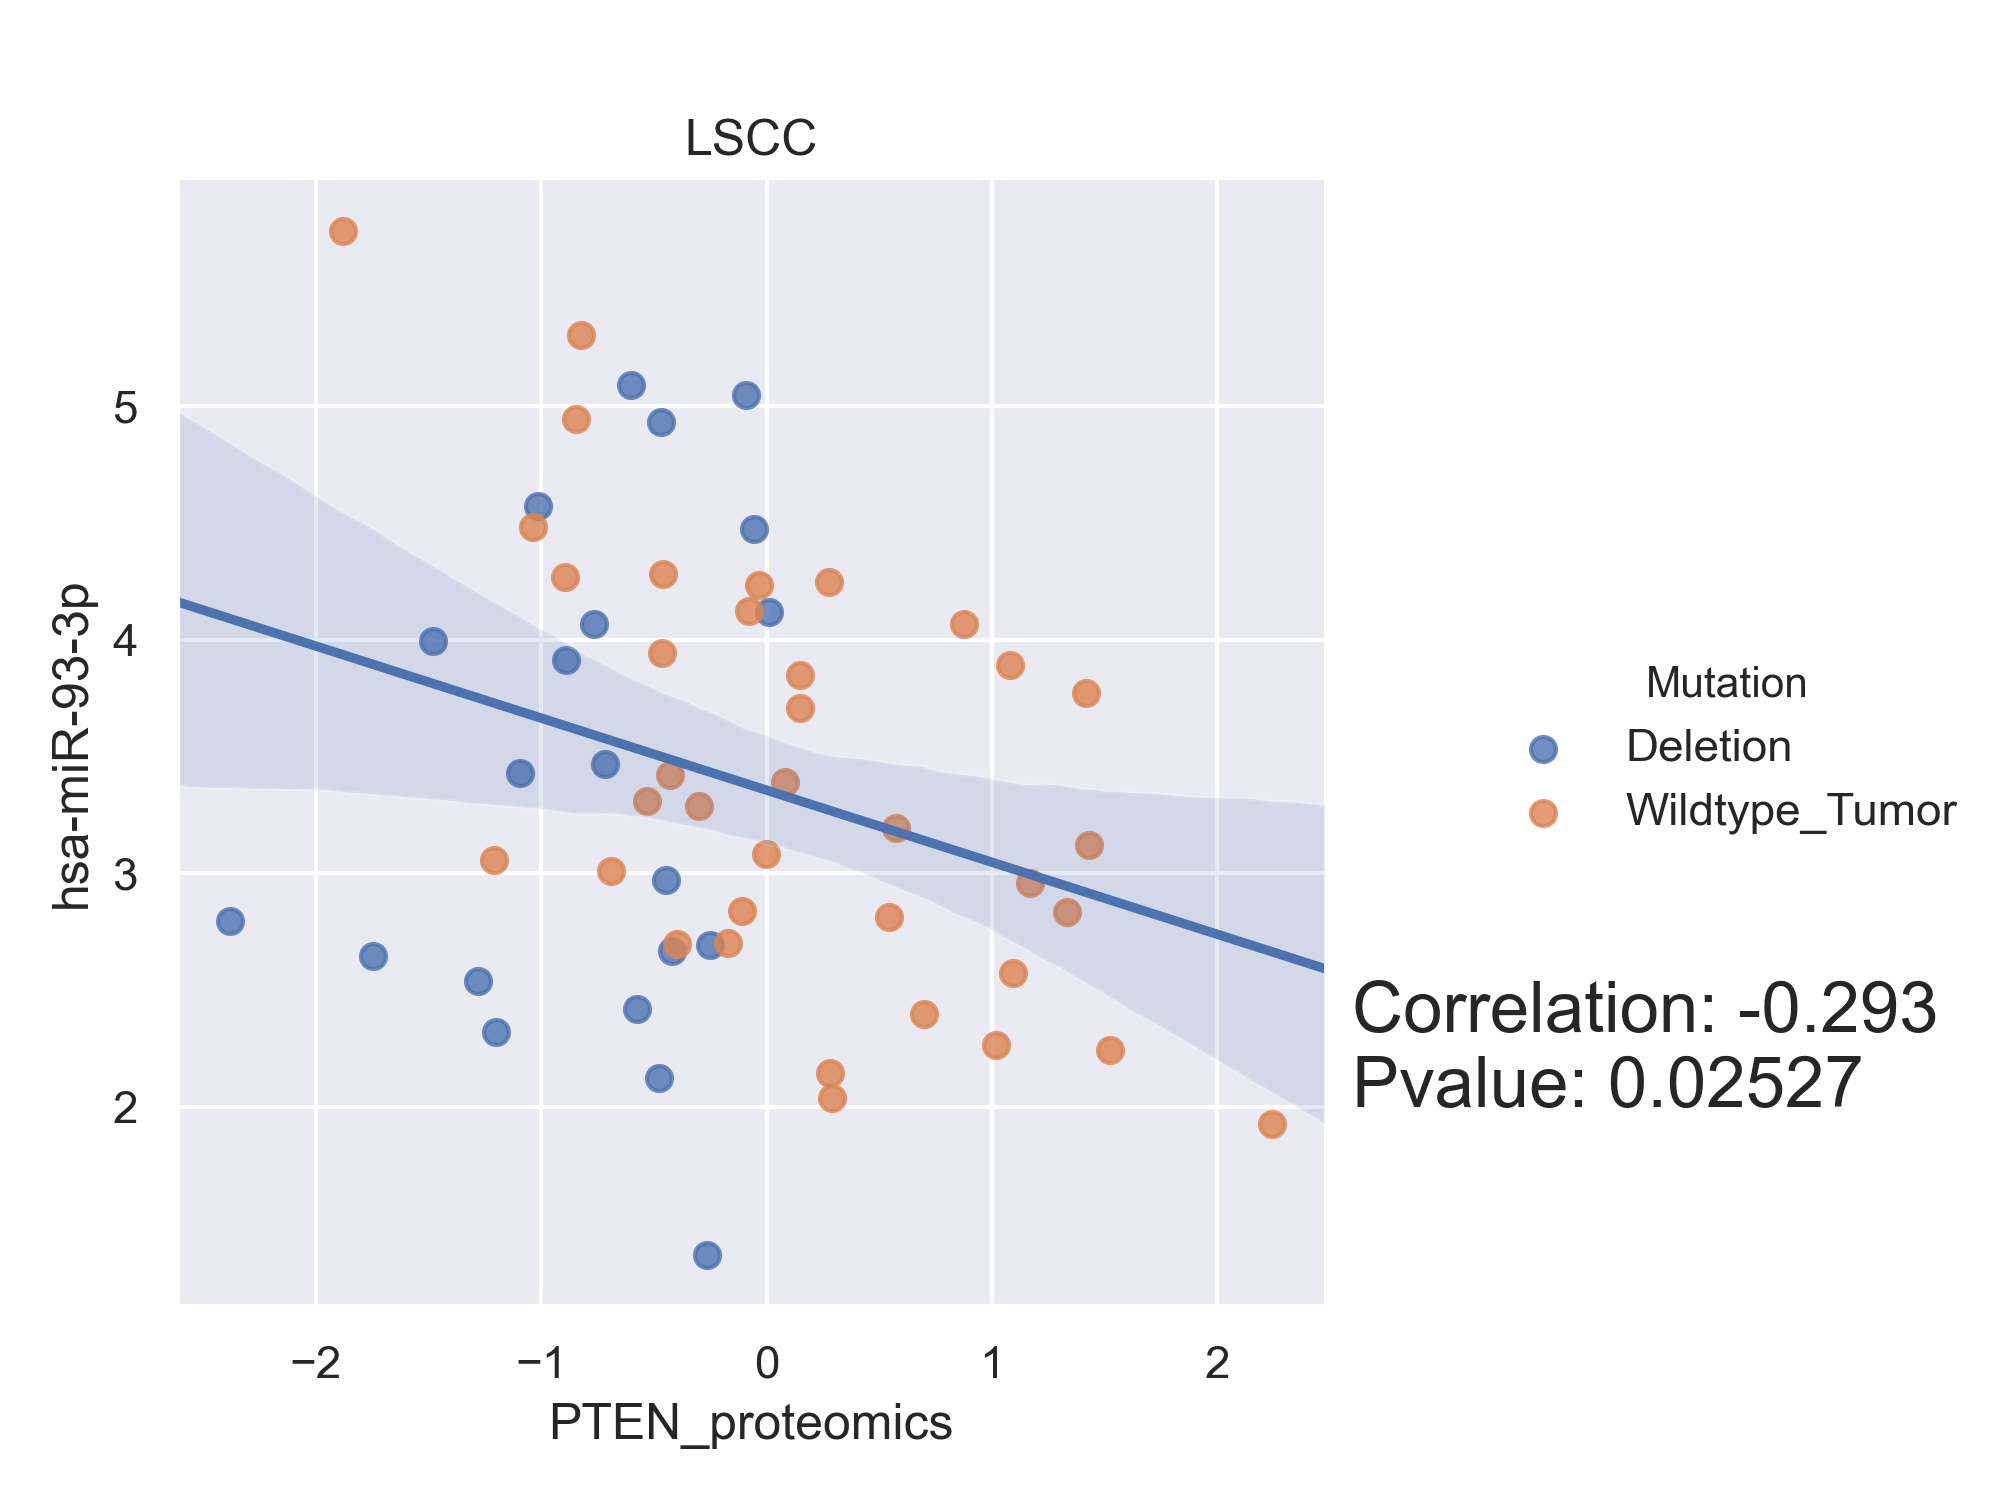 LSCC
hsa-miR-93-3p
5
4
3
2
−2 −1 0 1 2
PTEN_proteomics
Mutation
Deletion
Wildtype_Tumor
Correlation: -0.293
Pvalue: 0.02527